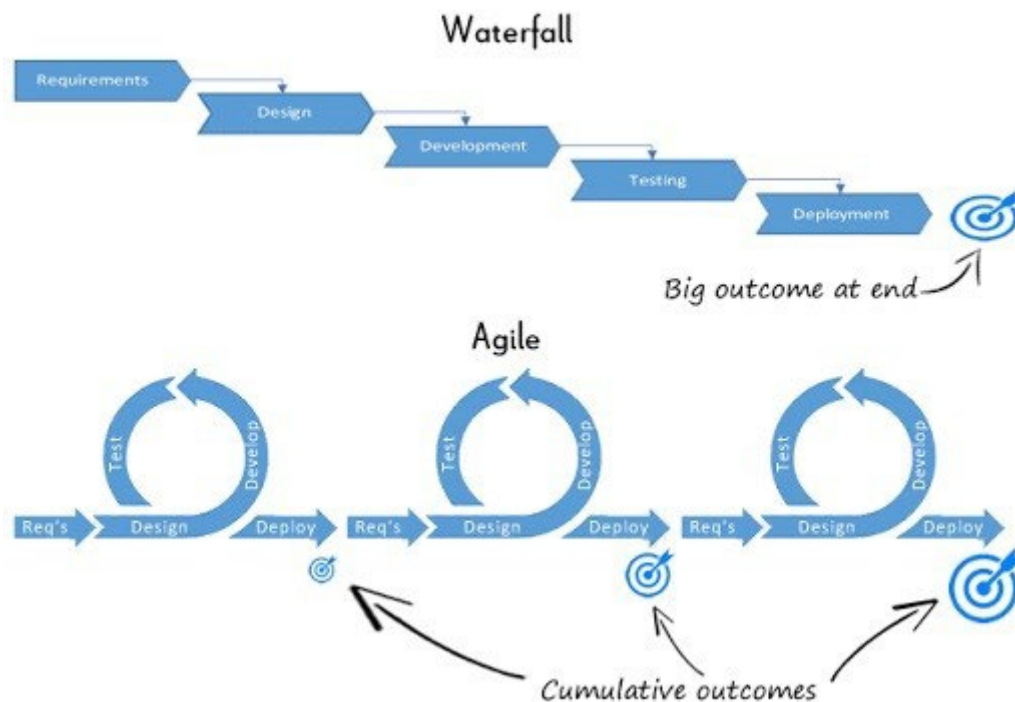 Waterfall
Requirements
Design
Development
Testing
Deployment
Big outcome at end
Agile
Test
Develop
Req's
Design
Deploy
Test
Develop
Req's
Design
Deploy
Test
Develop
Req's
Design
Deploy
Cumulative outcomes